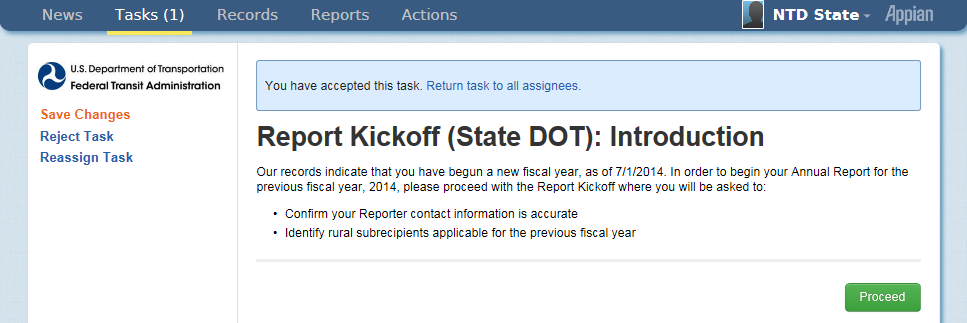 News Tasks (1) Records Reports Actions NTD State Appian
U.S. Department of Transportation
Federal Transit Administration
Save Changes
Reject Task
Reassign Task
You have accepted this task. Return task to all assignees.
Report Kickoff (State DOT): Introduction
Our records indicate that you have begun a new fiscal year, as of 7/1/2014. In order to begin your Annual Report for the
previous fiscal year, 2014, please proceed with the Report Kickoff where you will be asked to:
• Confirm your Reporter contact information is accurate
• Identify rural subrecipients applicable for the previous fiscal year
Proceed